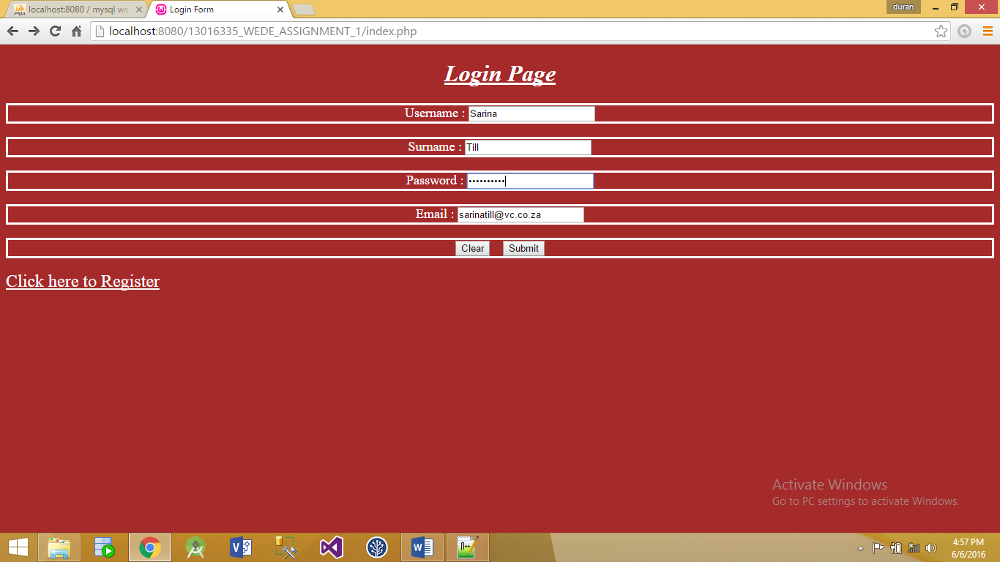 localhost:8080 / mysql wa
Login Form
duran
localhost:8080/13016335_WEDE_ASSIGNMENT_1/index.php
Login Page
Username : Sarina
Surname : Till
Password : ••••••••••
Email : sarinatill@vc.co.za
Clear Submit
Click here to Register
Activate Windows
Go to PC settings to activate Windows.
4:57 PM
6/6/2016